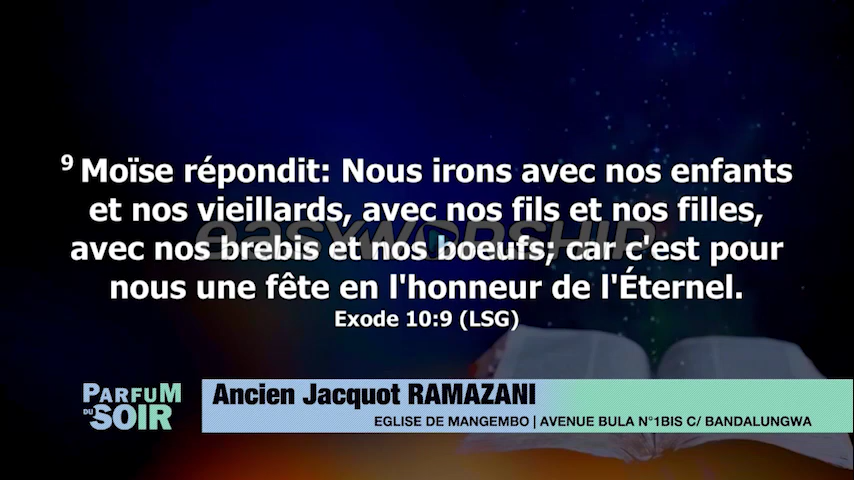 9 Moïse répondit: Nous irons avec nos enfants
et nos vieillards, avec nos fils et nos filles,
avec nos brebis et nos boeufs; car c'est pour
nous une fête en l'honneur de l'Éternel.
easyworship
Exode 10:9 (LSG)
PARFUM
DU
SOIR
Ancien Jacquot RAMAZANI
EGLISE DE MANGEMBO | AVENUE BULA N°1BIS C/ BANDALUNGWA